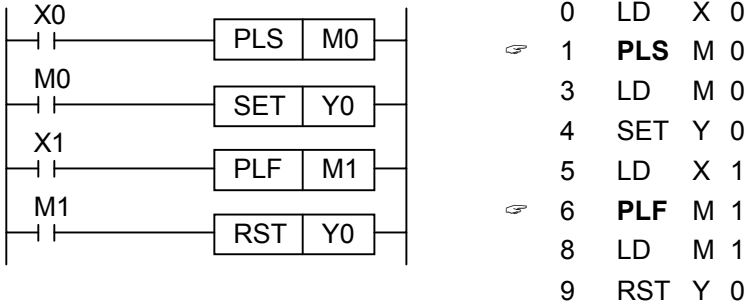 X0
PLS M0
M0
SET Y0
X1
PLF M1
M1
RST Y0
0 LD X 0
☞ 1 PLS M 0
3 LD M 0
4 SET Y 0
5 LD X 1
☞ 6 PLF M 1
8 LD M 1
9 RST Y 0